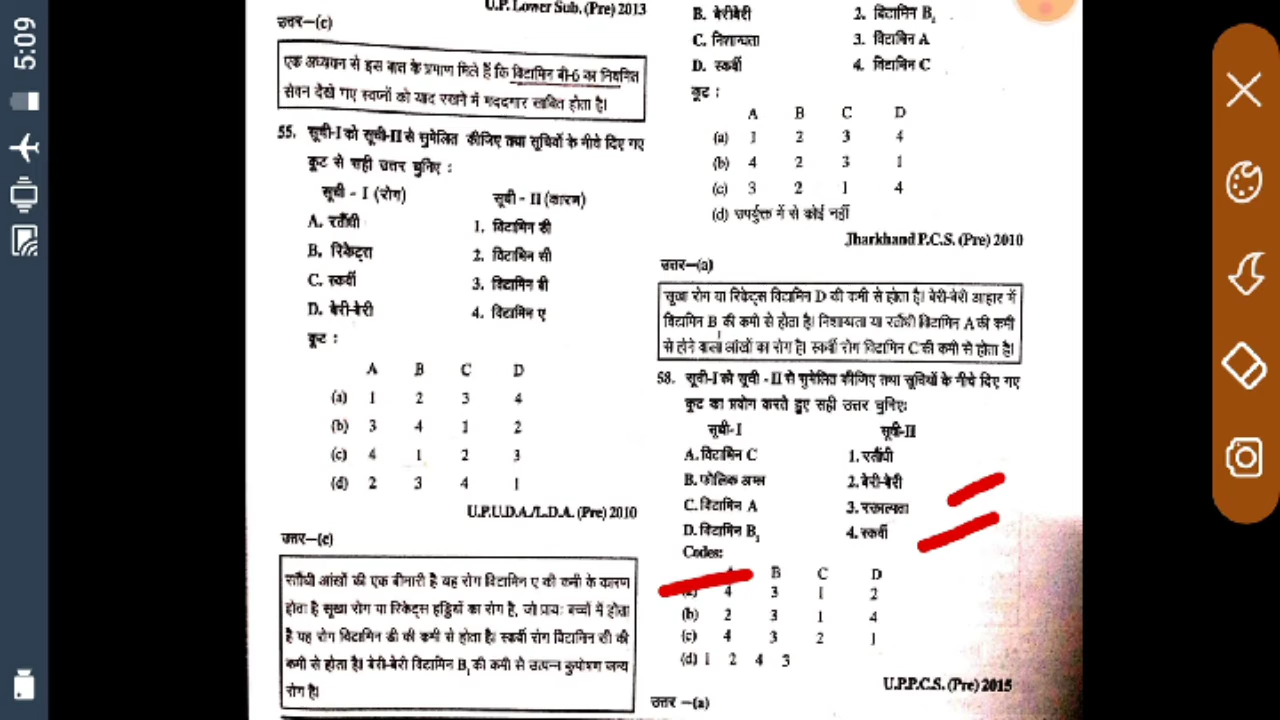 5:09
U.P. Lower Sub. (Pre) 2013
उत्तर–(c)
एक अध्ययन से इस बात के प्रमाण मिले हैं कि विटामिन बी-6 का नियमित
सेवन देखे गए स्वप्नों को याद रखने में मददगार साबित होता है।
55. सूची-I को सूची-II से सुमेलित कीजिए तथा सूचियों के नीचे दिए गए
कूट से सही उत्तर चुनिए :
सूची - I (रोग) सूची - II (कारण)
A. रतौंधी 1. विटामिन डी
B. रिकेट्स 2. विटामिन सी
C. स्कर्वी 3. विटामिन बी
D. बेरी-बेरी 4. विटामिन ए
कूट :
A B C D
(a) 1 2 3 4
(b) 3 4 1 2
(c) 4 1 2 3
(d) 2 3 4 1
U.P.U.D.A./L.D.A. (Pre) 2010
उत्तर–(c)
रतौंधी आंखों की एक बीमारी है यह रोग विटामिन ए की कमी के कारण
होता है सूखा रोग या रिकेट्स हड्डियों का रोग है, जो प्रायः बच्चों में होता
है यह रोग विटामिन डी की कमी से होता है। स्कर्वी रोग विटामिन सी की
कमी से होता है। बेरी-बेरी विटामिन B1 की कमी से उत्पन्न कुपोषण जन्य
रोग है।
B. बेरीबेरी 2. विटामिन B1
C. निशान्धता 3. विटामिन A
D. स्कर्वी 4. विटामिन C
कूट :
A B C D
(a) 1 2 3 4
(b) 4 2 3 1
(c) 3 2 1 4
(d) उपर्युक्त में से कोई नहीं
Jharkhand P.C.S. (Pre) 2010
उत्तर–(a)
सूखा रोग या रिकेट्स विटामिन D की कमी से होता है। बेरी-बेरी आहार में
विटामिन B1 की कमी से होता है। निशान्धता या रतौंधी विटामिन A की कमी
से होने वाला आंखों का रोग है। स्कर्वी रोग विटामिन C की कमी से होता है।
58. सूची-I को सूची -II से सुमेलित कीजिए तथा सूचियों के नीचे दिए गए
कूट का प्रयोग करते हुए सही उत्तर चुनिए:
सूची-I सूची-II
A. विटामिन C 1. रतौंधी
B. फोलिक अम्ल 2. बेरी-बेरी
C. विटामिन A 3. रक्ताल्पता
D. विटामिन B1 4. स्कर्वी
Codes:
B C D
4 3 1 2
(b) 2 3 1 4
(c) 4 3 2 1
(d) 1 2 4 3
U.P.P.C.S. (Pre) 2015
उत्तर –(a)